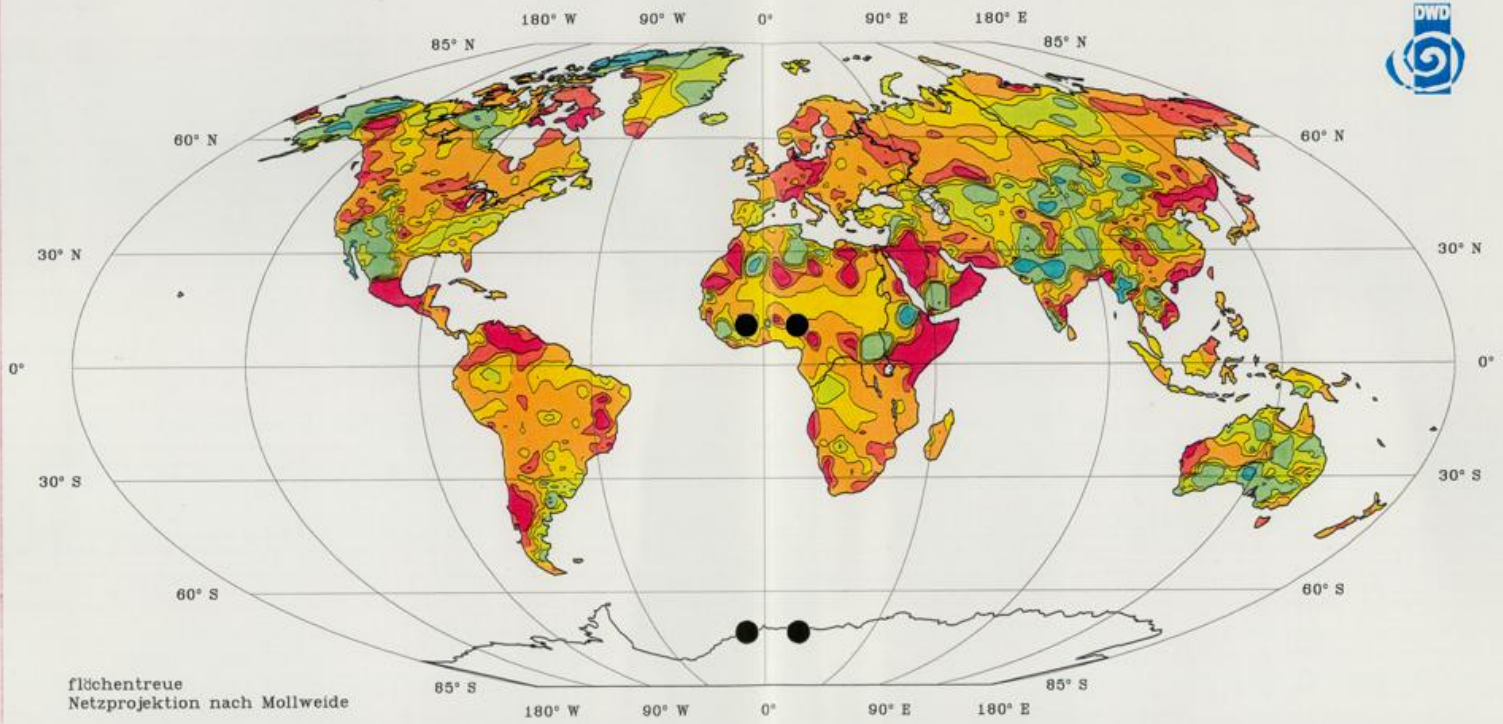 180° W 90° W 0° 90° E 180° E
DWD
85° N 85° N
60° N 60° N
30° N 30° N
0° 0°
30° S 30° S
60° S 60° S
flächentreue
Netzprojektion nach Mollweide
85° S 85° S
180° W 90° W 0° 90° E 180° E